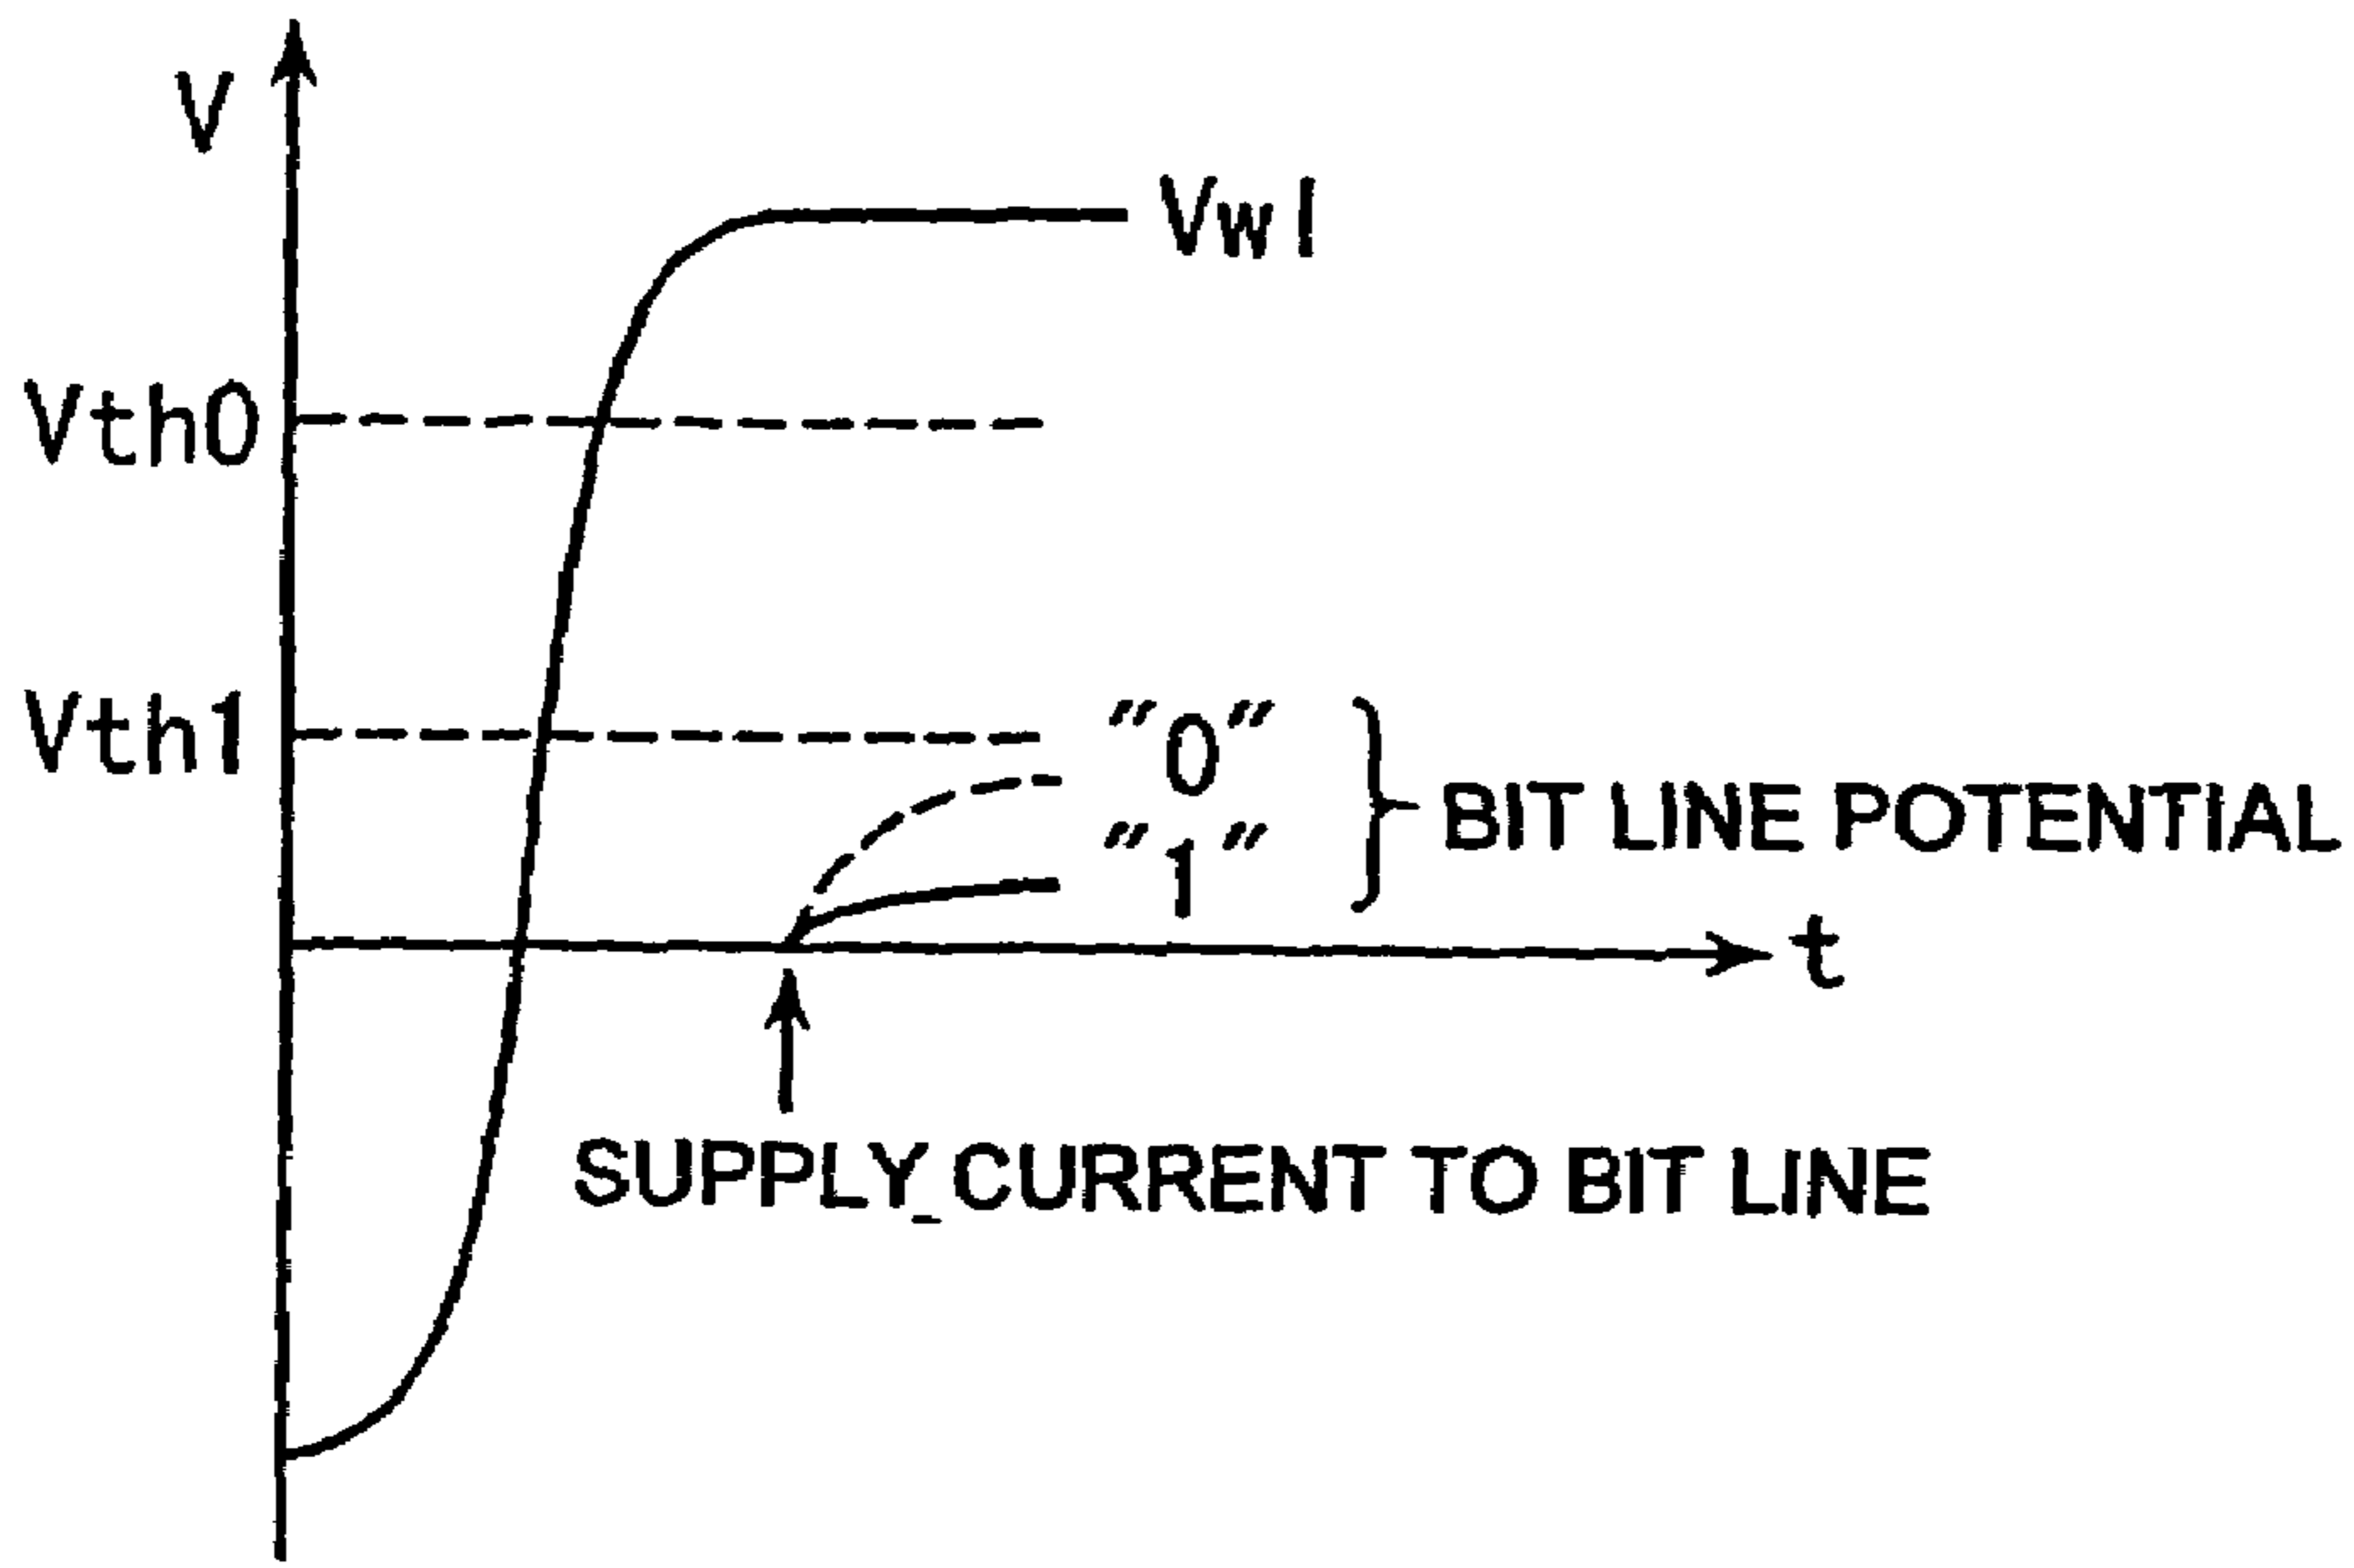 V
Vwl
Vth0
Vth1
"0"
"1"
BIT LINE POTENTIAL
t
SUPPLY CURRENT TO BIT LINE